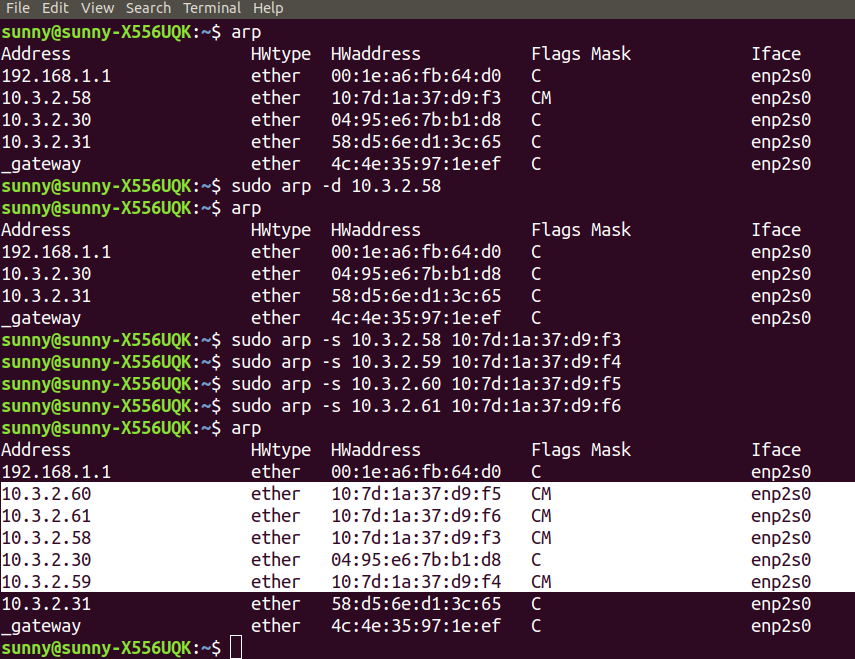 File Edit View Search Terminal Help
sunny@sunny-X556UQK:~$ arp
Address HWtype HWaddress Flags Mask Iface
192.168.1.1 ether 00:1e:a6:fb:64:d0 C enp2s0
10.3.2.58 ether 10:7d:1a:37:d9:f3 CM enp2s0
10.3.2.30 ether 04:95:e6:7b:b1:d8 C enp2s0
10.3.2.31 ether 58:d5:6e:d1:3c:65 C enp2s0
_gateway ether 4c:4e:35:97:1e:ef C enp2s0
sunny@sunny-X556UQK:~$ sudo arp -d 10.3.2.58
sunny@sunny-X556UQK:~$ arp
Address HWtype HWaddress Flags Mask Iface
192.168.1.1 ether 00:1e:a6:fb:64:d0 C enp2s0
10.3.2.30 ether 04:95:e6:7b:b1:d8 C enp2s0
10.3.2.31 ether 58:d5:6e:d1:3c:65 C enp2s0
_gateway ether 4c:4e:35:97:1e:ef C enp2s0
sunny@sunny-X556UQK:~$ sudo arp -s 10.3.2.58 10:7d:1a:37:d9:f3
sunny@sunny-X556UQK:~$ sudo arp -s 10.3.2.59 10:7d:1a:37:d9:f4
sunny@sunny-X556UQK:~$ sudo arp -s 10.3.2.60 10:7d:1a:37:d9:f5
sunny@sunny-X556UQK:~$ sudo arp -s 10.3.2.61 10:7d:1a:37:d9:f6
sunny@sunny-X556UQK:~$ arp
Address HWtype HWaddress Flags Mask Iface
192.168.1.1 ether 00:1e:a6:fb:64:d0 C enp2s0
10.3.2.60 ether 10:7d:1a:37:d9:f5 CM enp2s0
10.3.2.61 ether 10:7d:1a:37:d9:f6 CM enp2s0
10.3.2.58 ether 10:7d:1a:37:d9:f3 CM enp2s0
10.3.2.30 ether 04:95:e6:7b:b1:d8 C enp2s0
10.3.2.59 ether 10:7d:1a:37:d9:f4 CM enp2s0
10.3.2.31 ether 58:d5:6e:d1:3c:65 C enp2s0
_gateway ether 4c:4e:35:97:1e:ef C enp2s0
sunny@sunny-X556UQK:~$